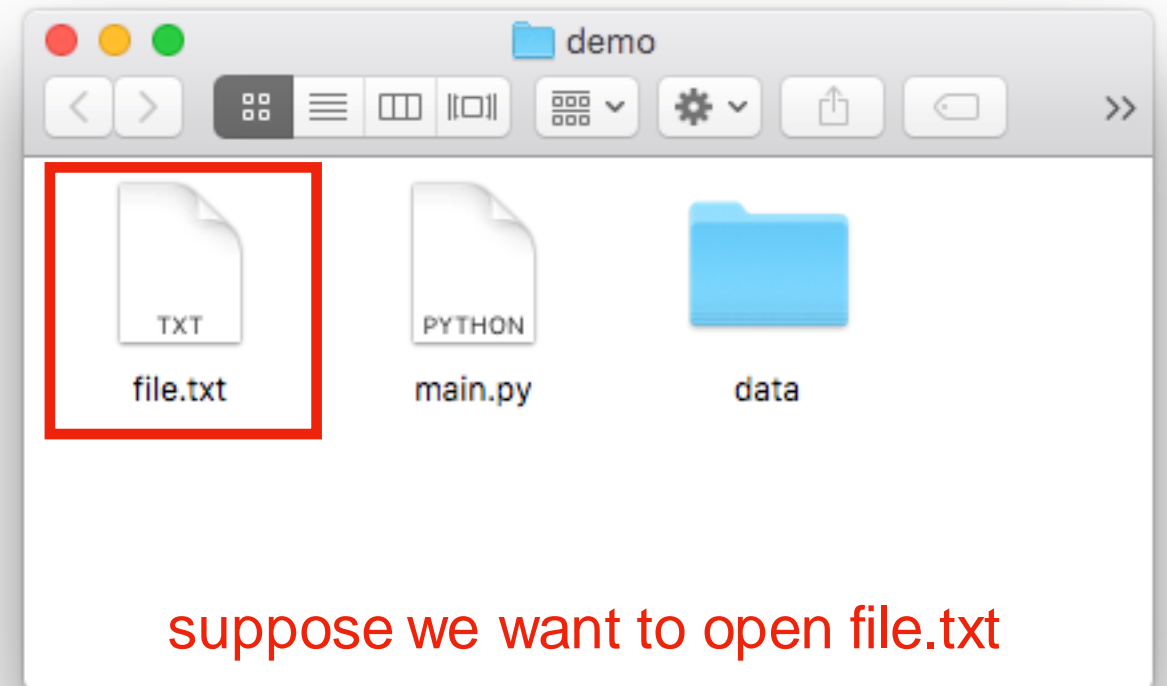 demo
TXT
PYTHON
file.txt
main.py
data
suppose we want to open file.txt